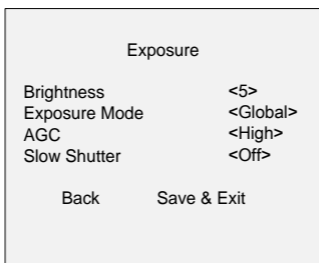 Exposure
Brightness <5>
Exposure Mode <Global>
AGC <High>
Slow Shutter <Off>
Back Save & Exit